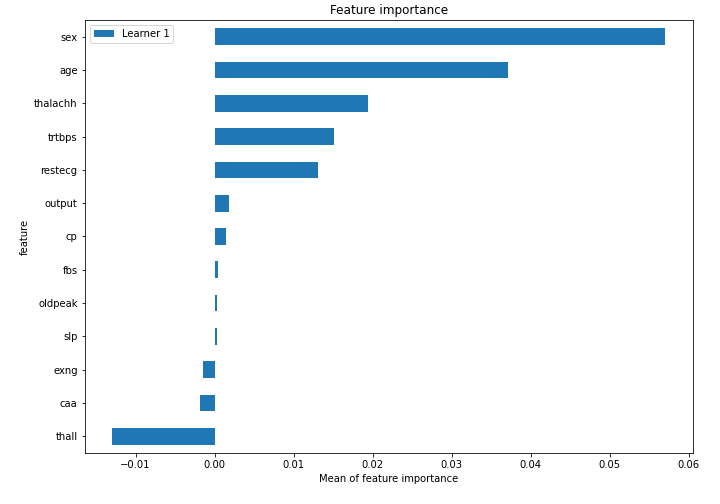 Feature importance
Learner 1
sex
age
thalachh
trtbps
restecg
output
cp
fbs
oldpeak
slp
exng
caa
thall
feature
−0.01 0.00 0.01 0.02 0.03 0.04 0.05 0.06
Mean of feature importance